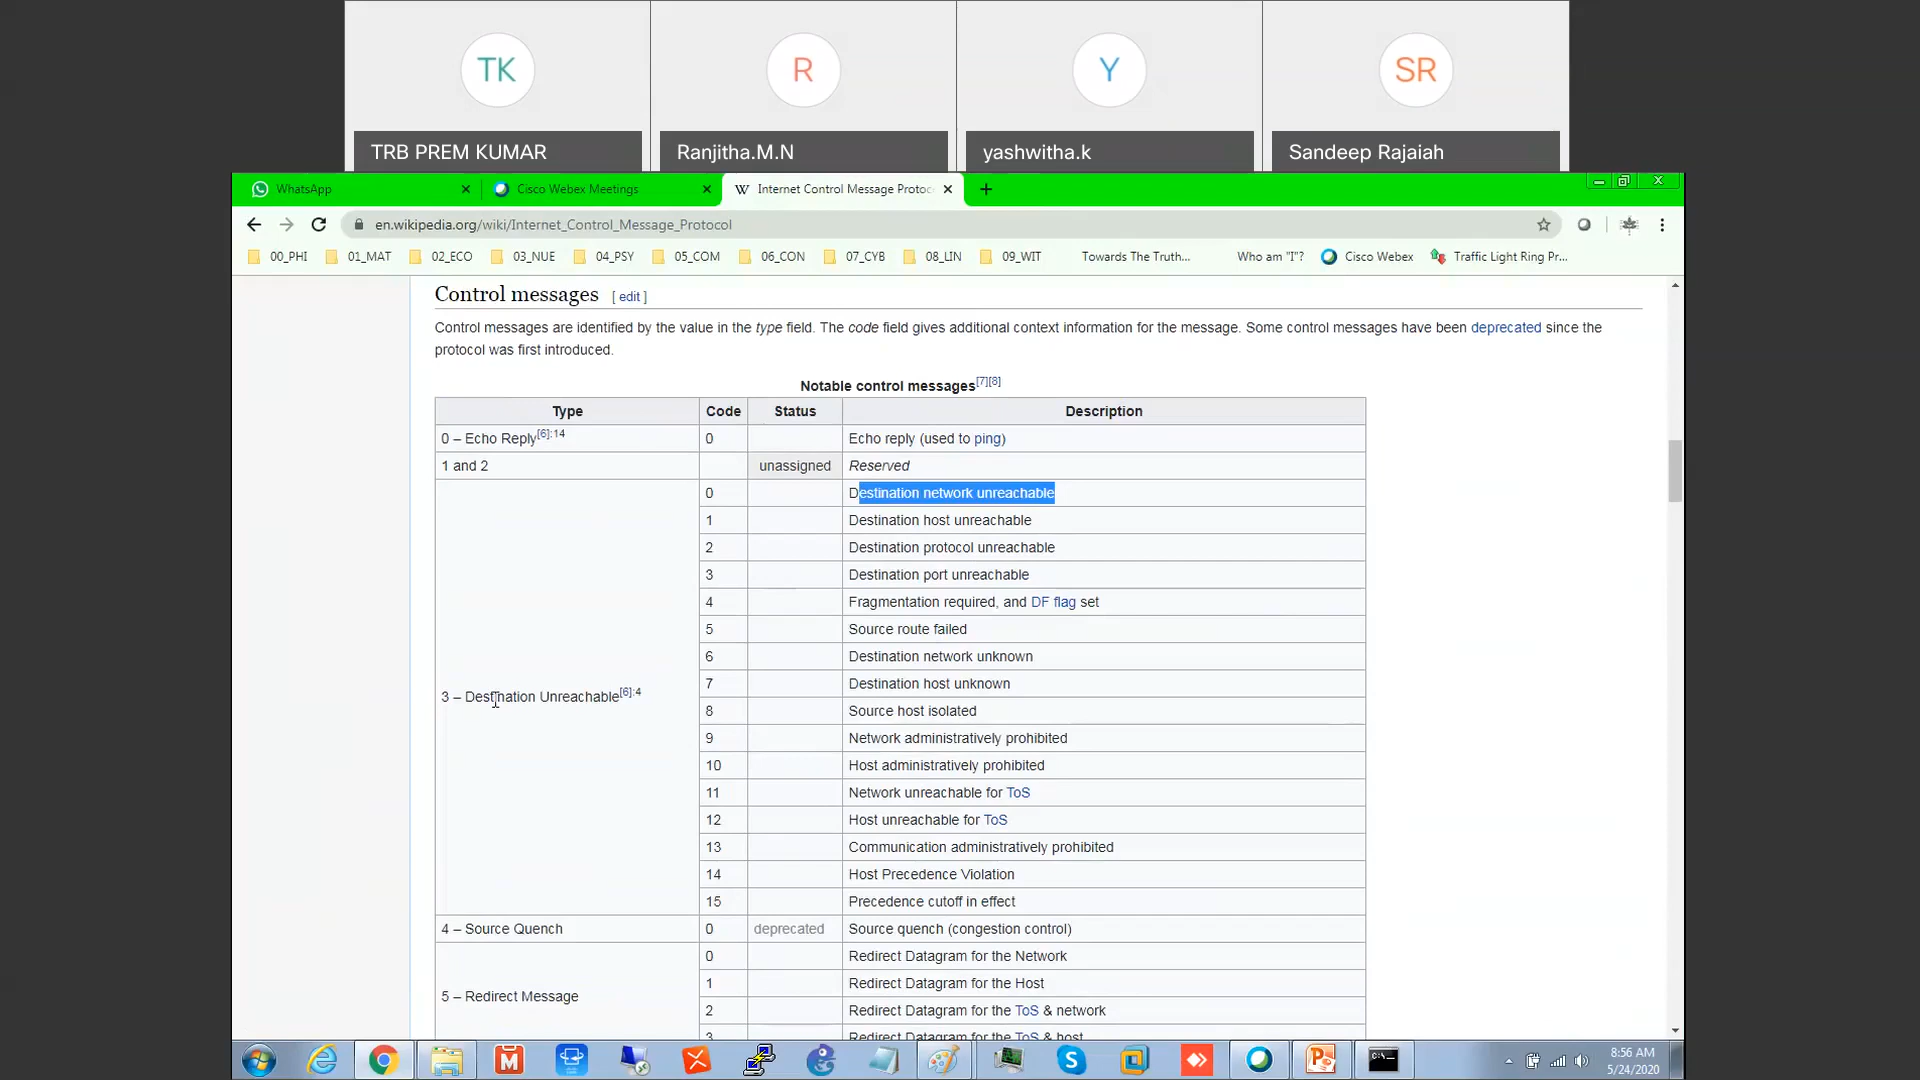 TK
R
Y
SR
TRB PREM KUMAR
Ranjitha.M.N
yashwitha.k
Sandeep Rajaiah
WhatsApp
Cisco Webex Meetings
Internet Control Message Protoc
en.wikipedia.org/wiki/Internet_Control_Message_Protocol
00_PHI 01_MAT 02_ECO 03_NUE 04_PSY 05_COM 06_CON 07_CYB 08_LIN 09_WIT Towards The Truth... Who am "I"? Cisco Webex Traffic Light Ring Pr...
Control messages [ edit ]
Control messages are identified by the value in the type field. The code field gives additional context information for the message. Some control messages have been deprecated since the
protocol was first introduced.
Notable control messages[7][8]
Type Code Status Description
0 – Echo Reply[6]:14 0 Echo reply (used to ping)
1 and 2 unassigned Reserved
0 Destination network unreachable
1 Destination host unreachable
2 Destination protocol unreachable
3 Destination port unreachable
4 Fragmentation required, and DF flag set
5 Source route failed
6 Destination network unknown
7 Destination host unknown
3 – Destination Unreachable[6]:4
8 Source host isolated
9 Network administratively prohibited
10 Host administratively prohibited
11 Network unreachable for ToS
12 Host unreachable for ToS
13 Communication administratively prohibited
14 Host Precedence Violation
15 Precedence cutoff in effect
4 – Source Quench 0 deprecated Source quench (congestion control)
0 Redirect Datagram for the Network
1 Redirect Datagram for the Host
5 – Redirect Message
2 Redirect Datagram for the ToS & network
3 Redirect Datagram for the ToS & host
8:56 AM
5/24/2020